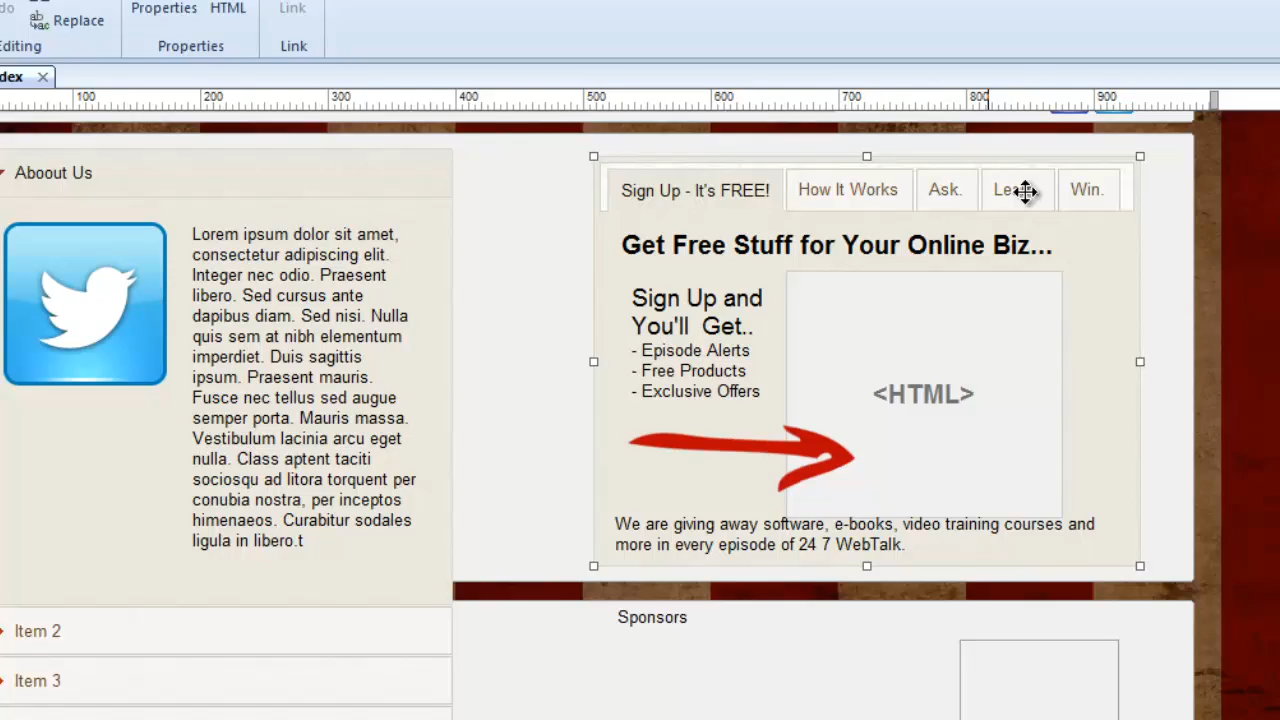 Replace
Editing
Properties
HTML
Properties
Link
Link
100
200
300
400
500
600
700
800
900
Aboout Us
Lorem ipsum dolor sit amet,
consectetur adipiscing elit.
Integer nec odio. Praesent
libero. Sed cursus ante
dapibus diam. Sed nisi. Nulla
quis sem at nibh elementum
imperdiet. Duis sagittis
ipsum. Praesent mauris.
Fusce nec tellus sed augue
semper porta. Mauris massa.
Vestibulum lacinia arcu eget
nulla. Class aptent taciti
sociosqu ad litora torquent per
conubia nostra, per inceptos
himenaeos. Curabitur sodales
ligula in libero.t
Item 2
Item 3
Sign Up - It's FREE!
How It Works
Ask.
Win.
Get Free Stuff for Your Online Biz...
Sign Up and
You'll Get..
- Episode Alerts
- Free Products
- Exclusive Offers
<HTML>
We are giving away software, e-books, video training courses and
more in every episode of 24 7 WebTalk.
Sponsors